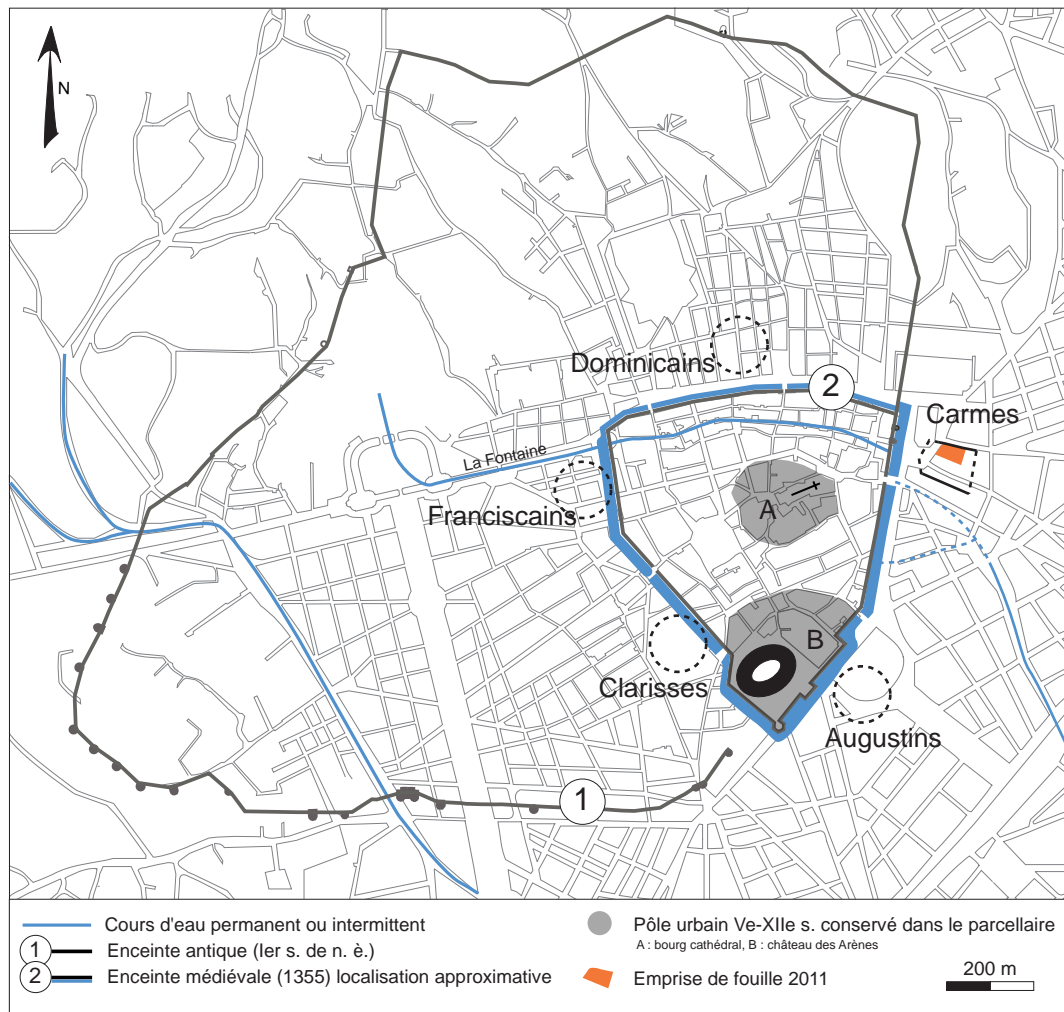 N
Dominicains
2
Carmes
La Fontaine
Franciscains
A
B
Clarisses
Augustins
1
Cours d'eau permanent ou intermittent
1 Enceinte antique (Ier s. de n. è.)
2 Enceinte médiévale (1355) localisation approximative
Pôle urbain Ve-XIIe s. conservé dans le parcellaire
A : bourg cathédral, B : château des Arènes
Emprise de fouille 2011
200 m